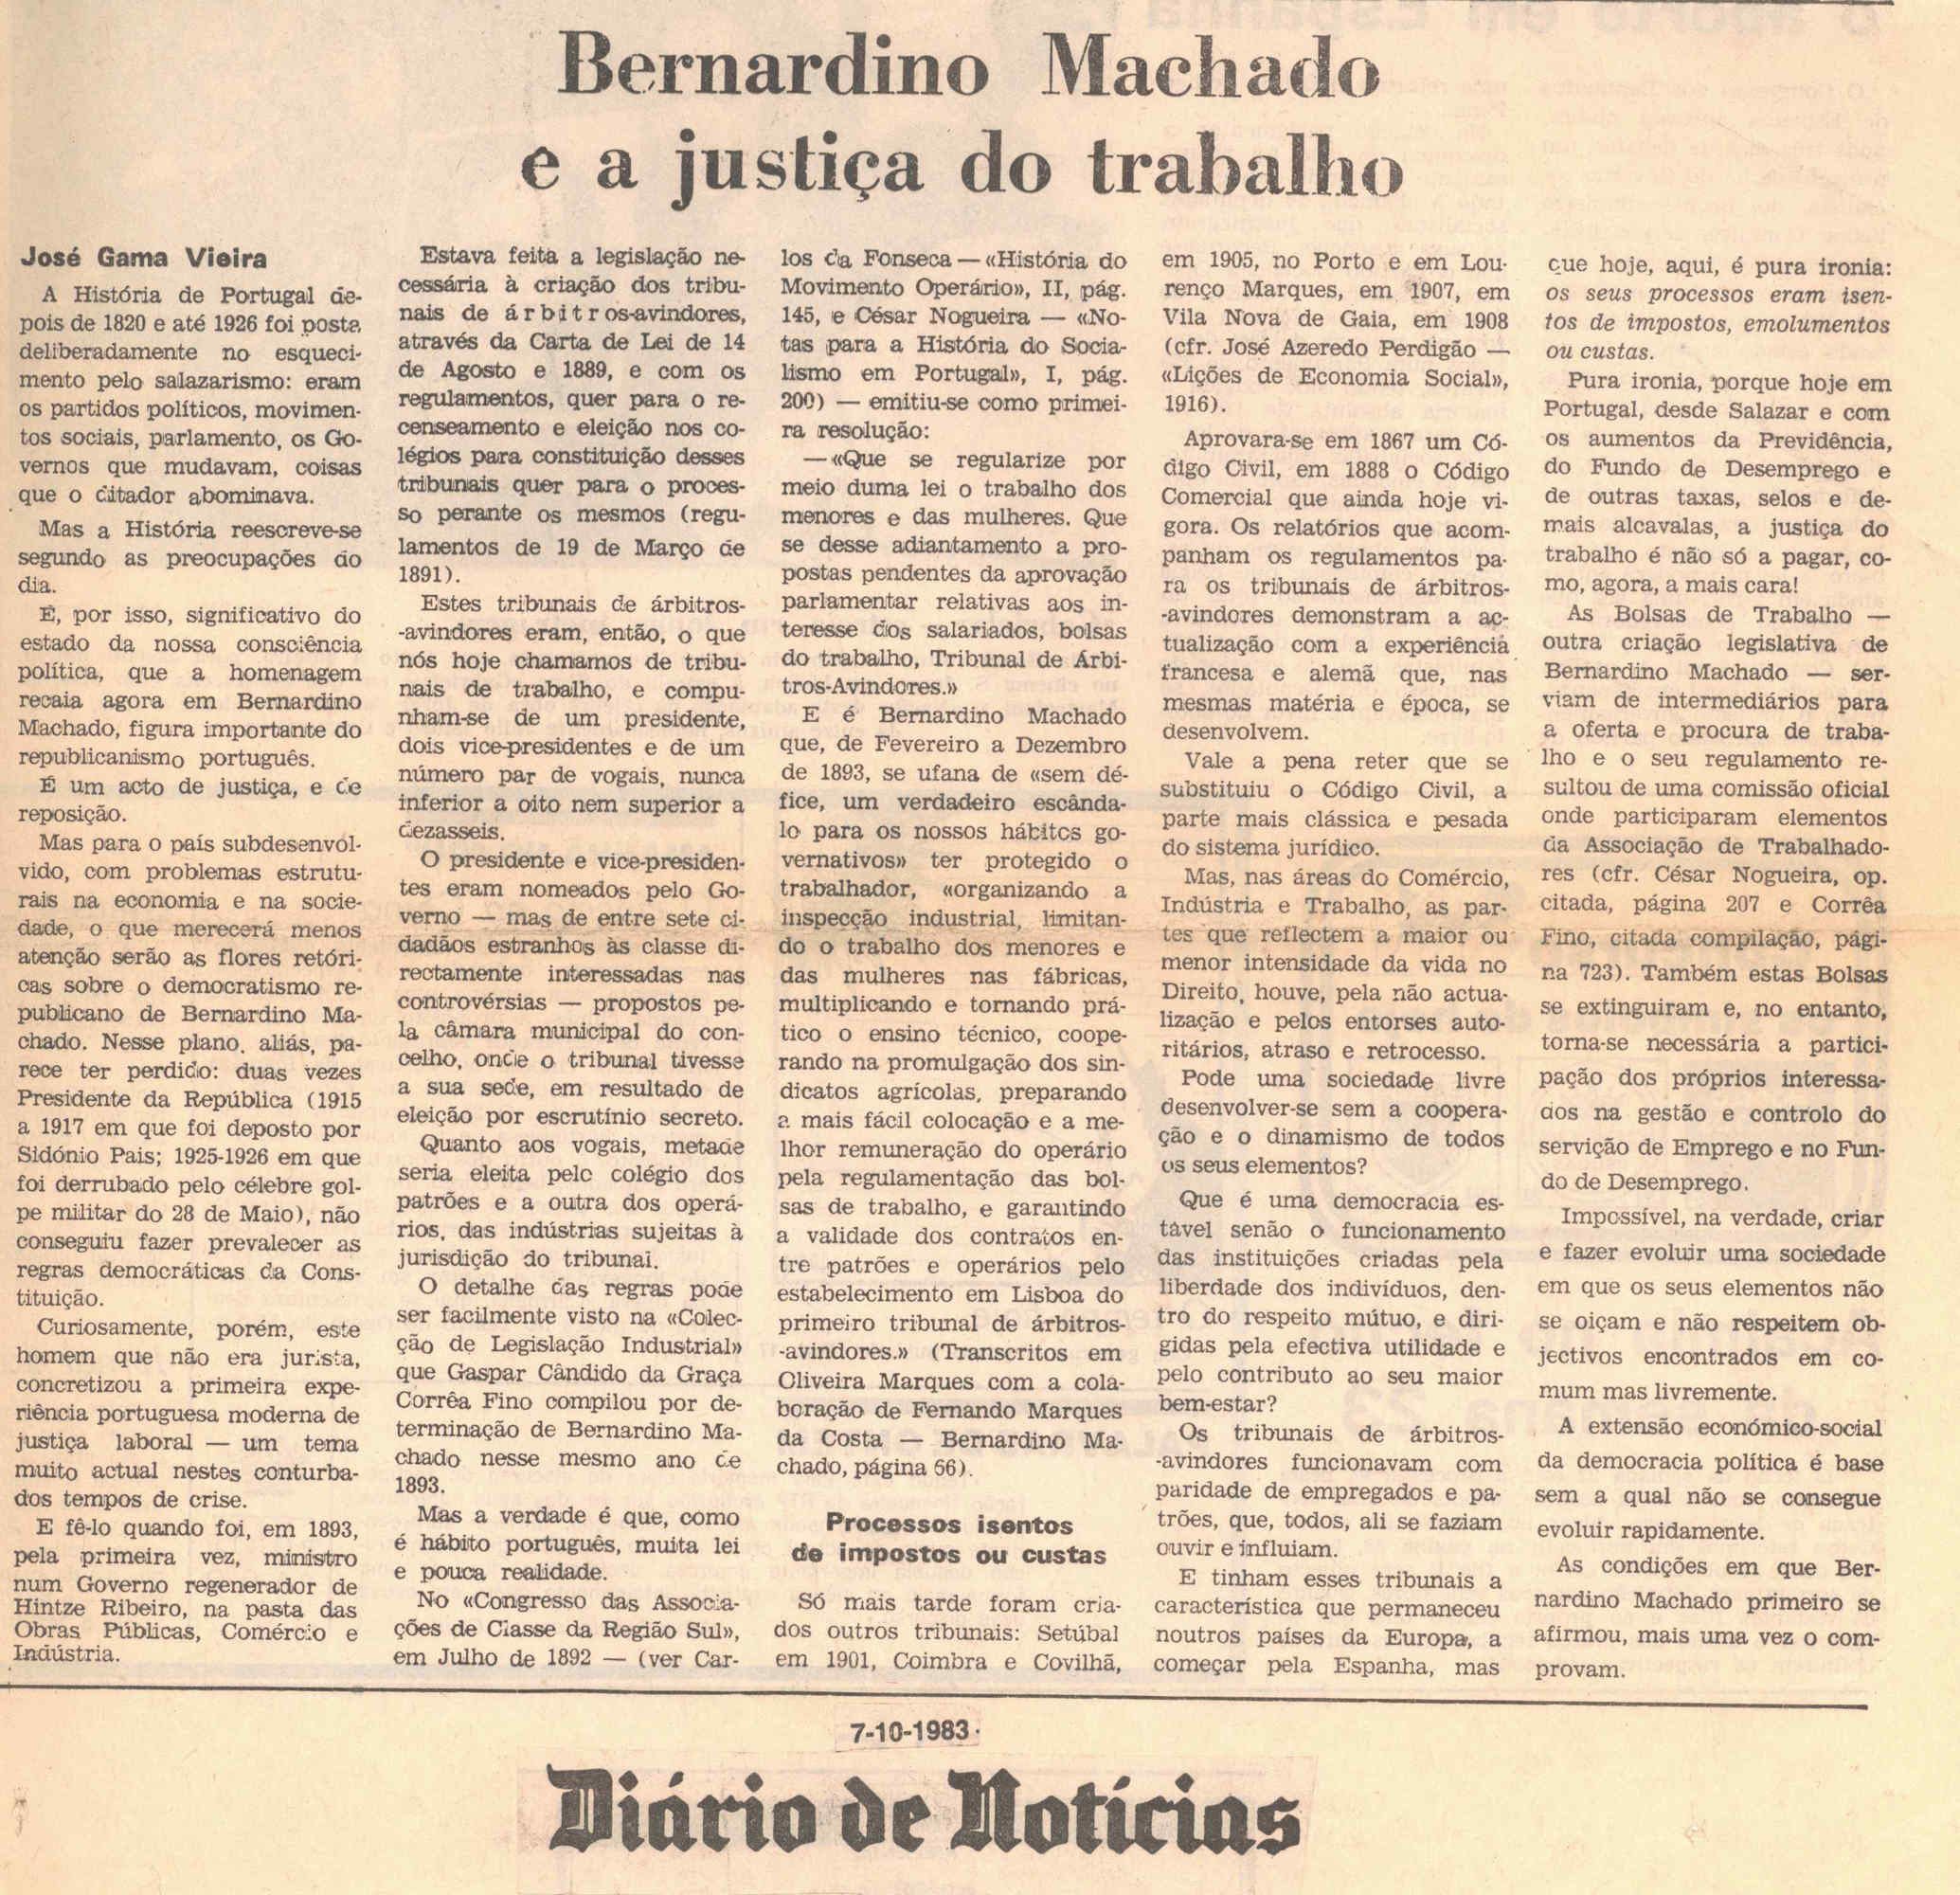 Bernardino Machado
e a justiça do trabalho
José Gama Vieira
A História de Portugal de-
pois de 1820 e até 1926 foi posta
deliberadamente no esqueci-
mento pelo salazarismo: eram
os partidos políticos, movimen-
tos sociais, parlamento, os Go-
vernos que mudavam, coisas
que o ditador abominava.
Mas a História reescreve-se
segundo as preocupações do
dia.
É, por isso, significativo do
estado da nossa consciência
política, que a homenagem
recaia agora em Bernardino
Machado, figura importante do
republicanismo português.
É um acto de justiça, e de
reposição.
Mas para o país subdesenvol-
vido, com problemas estrutu-
rais na economia e na socie-
dade, o que merecerá menos
atenção serão as flores retóri-
cas sobre o democratismo re-
publicano de Bernardino Ma-
chado. Nesse plano, aliás, pa-
rece ter perdido: duas vezes
Presidente da República (1915
a 1917 em que foi deposto por
Sidónio Pais; 1925-1926 em que
foi derrubado pelo célebre gol-
pe militar do 28 de Maio), não
conseguiu fazer prevalecer as
regras democráticas da Cons-
tituição.
Curiosamente, porém, este
homem que não era jurista,
concretizou a primeira expe-
riência portuguesa moderna de
justiça laboral — um tema
muito actual nestes conturba-
dos tempos de crise.
E fê-lo quando foi, em 1893,
pela primeira vez, ministro
num Governo regenerador de
Hintze Ribeiro, na pasta das
Obras Públicas, Comércio e
Indústria.
Estava feita a legislação ne-
cessária à criação dos tribu-
nais de árbitros-avindores,
através da Carta de Lei de 14
de Agosto e 1889, e com os
regulamentos, quer para o re-
censeamento e eleição nos co-
légios para constituição desses
tribunais quer para o proces-
so perante os mesmos (regu-
lamentos de 19 de Março de
1891).
Estes tribunais de árbitros-
-avindores eram, então, o que
nós hoje chamamos de tribu-
nais de trabalho, e compu-
nham-se de um presidente,
dois vice-presidentes e de um
número par de vogais, nunca
inferior a oito nem superior a
dezasseis.
O presidente e vice-presiden-
tes eram nomeados pelo Go-
verno — mas de entre sete ci-
dadãos estranhos às classe di-
rectamente interessadas nas
controvérsias — propostos pe-
la câmara municipal do con-
celho, onde o tribunal tivesse
a sua sede, em resultado de
eleição por escrutínio secreto.
Quanto aos vogais, metade
seria eleita pelo colégio dos
patrões e a outra dos operá-
rios, das indústrias sujeitas à
jurisdição do tribunal.
O detalhe das regras pode
ser facilmente visto na «Colec-
ção de Legislação Industrial»
que Gaspar Cândido da Graça
Corrêa Fino compilou por de-
terminação de Bernardino Ma-
chado nesse mesmo ano de
1893.
Mas a verdade é que, como
é hábito português, muita lei
e pouca realidade.
No «Congresso das Associa-
ções de Classe da Região Sul»,
em Julho de 1892 — (ver Car-
los da Fonseca — «História do
Movimento Operário», II, pág.
145, e César Nogueira — «No-
tas para a História do Socia-
lismo em Portugal», I, pág.
200) — emitiu-se como primei-
ra resolução:
—«Que se regularize por
meio duma lei o trabalho dos
menores e das mulheres. Que
se desse adiantamento a pro-
postas pendentes da aprovação
parlamentar relativas aos in-
teresse dos salariados, bolsas
do trabalho, Tribunal de Árbi-
tros-Avindores.»
E é Bernardino Machado
que, de Fevereiro a Dezembro
de 1893, se ufana de «sem dé-
fice, um verdadeiro escânda-
lo para os nossos hábitos go-
vernativos» ter protegido o
trabalhador, «organizando a
inspecção industrial, limitan-
do o trabalho dos menores e
das mulheres nas fábricas,
multiplicando e tornando prá-
tico o ensino técnico, coope-
rando na promulgação dos sin-
dicatos agrícolas, preparando
a mais fácil colocação e a me-
lhor remuneração do operário
pela regulamentação das bol-
sas de trabalho, e garantindo
a validade dos contratos en-
tre patrões e operários pelo
estabelecimento em Lisboa do
primeiro tribunal de árbitros-
-avindores.» (Transcritos em
Oliveira Marques com a cola-
boração de Fernando Marques
da Costa — Bernardino Ma-
chado, página 56).
Processos isentos
de impostos ou custas
Só mais tarde foram cria-
dos outros tribunais: Setúbal
em 1901, Coimbra e Covilhã,
em 1905, no Porto e em Lou-
renço Marques, em 1907, em
Vila Nova de Gaia, em 1908
(cfr. José Azeredo Perdigão —
«Lições de Economia Social»,
1916).
Aprovara-se em 1867 um Có-
digo Civil, em 1888 o Código
Comercial que ainda hoje vi-
gora. Os relatórios que acom-
panham os regulamentos pa-
ra os tribunais de árbitros-
-avindores demonstram a ac-
tualização com a experiência
francesa e alemã que, nas
mesmas matéria e época, se
desenvolvem.
Vale a pena reter que se
substituiu o Código Civil, a
parte mais clássica e pesada
do sistema jurídico.
Mas, nas áreas do Comércio,
Indústria e Trabalho, as par-
tes que reflectem a maior ou
menor intensidade da vida no
Direito, houve, pela não actua-
lização e pelos entorses auto-
ritários, atraso e retrocesso.
Pode uma sociedade livre
desenvolver-se sem a coopera-
ção e o dinamismo de todos
os seus elementos?
Que é uma democracia es-
tável senão o funcionamento
das instituições criadas pela
liberdade dos indivíduos, den-
tro do respeito mútuo, e diri-
gidas pela efectiva utilidade e
pelo contributo ao seu maior
bem-estar?
Os tribunais de árbitros-
-avindores funcionavam com
paridade de empregados e pa-
trões, que, todos, ali se faziam
ouvir e influiam.
E tinham esses tribunais a
característica que permaneceu
noutros países da Europa, a
começar pela Espanha, mas
que hoje, aqui, é pura ironia:
os seus processos eram isen-
tos de impostos, emolumentos
ou custas.
Pura ironia, porque hoje em
Portugal, desde Salazar e com
os aumentos da Previdência,
do Fundo de Desemprego e
de outras taxas, selos e de-
mais alcavalas, a justiça do
trabalho é não só a pagar, co-
mo, agora, a mais cara!
As Bolsas de Trabalho —
outra criação legislativa de
Bernardino Machado — ser-
viam de intermediários para
a oferta e procura de traba-
lho e o seu regulamento re-
sultou de uma comissão oficial
onde participaram elementos
da Associação de Trabalhado-
res (cfr. César Nogueira, op.
citada, página 207 e Corrêa
Fino, citada compilação, pági-
na 723). Também estas Bolsas
se extinguiram e, no entanto,
torna-se necessária a partici-
pação dos próprios interessa-
dos na gestão e controlo do
servição de Emprego e no Fun-
do de Desemprego.
Impossível, na verdade, criar
e fazer evoluir uma sociedade
em que os seus elementos não
se oiçam e não respeitem ob-
jectivos encontrados em co-
mum mas livremente.
A extensão económico-social
da democracia política é base
sem a qual não se consegue
evoluir rapidamente.
As condições em que Ber-
nardino Machado primeiro se
afirmou, mais uma vez o com-
provam.
7-10-1983
Diário de Notícias